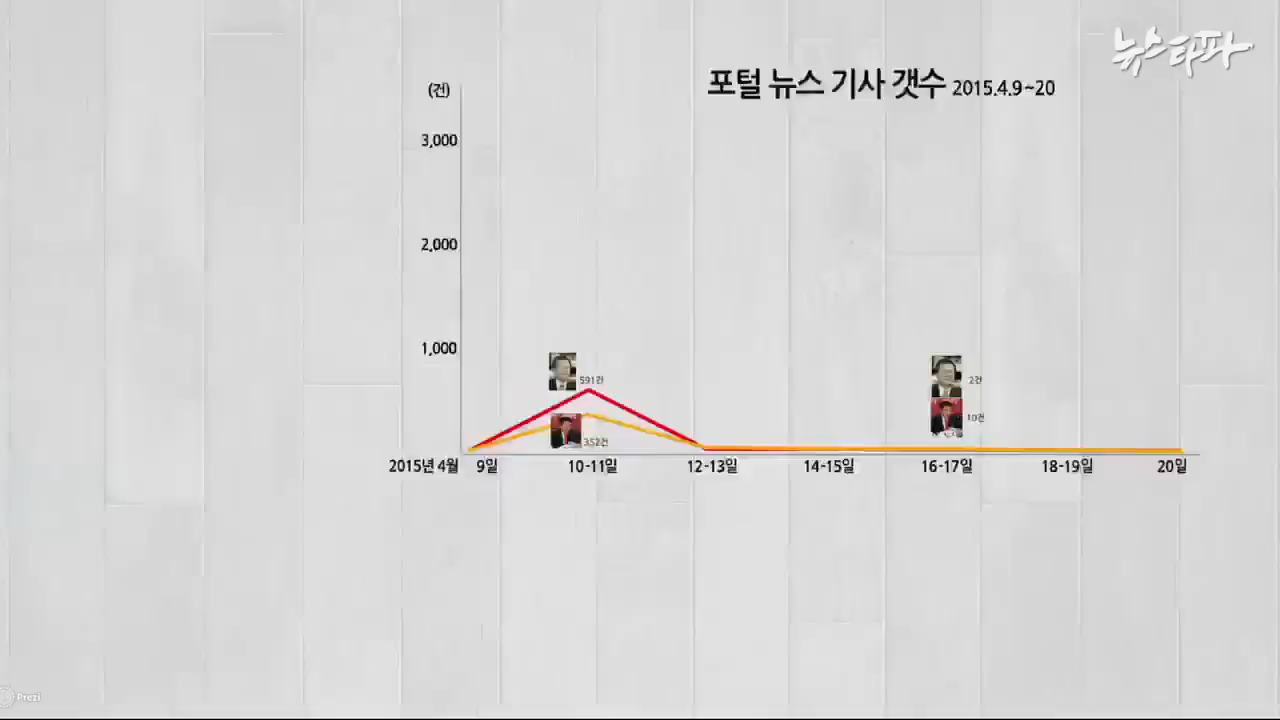 뉴스타파
포털 뉴스 기사 갯수 2015.4.9~20
(건)
3,000
2,000
1,000
591건
352건
2건
10건
2015년 4월 9일 10-11일 12-13일 14-15일 16-17일 18-19일 20일
Prezi